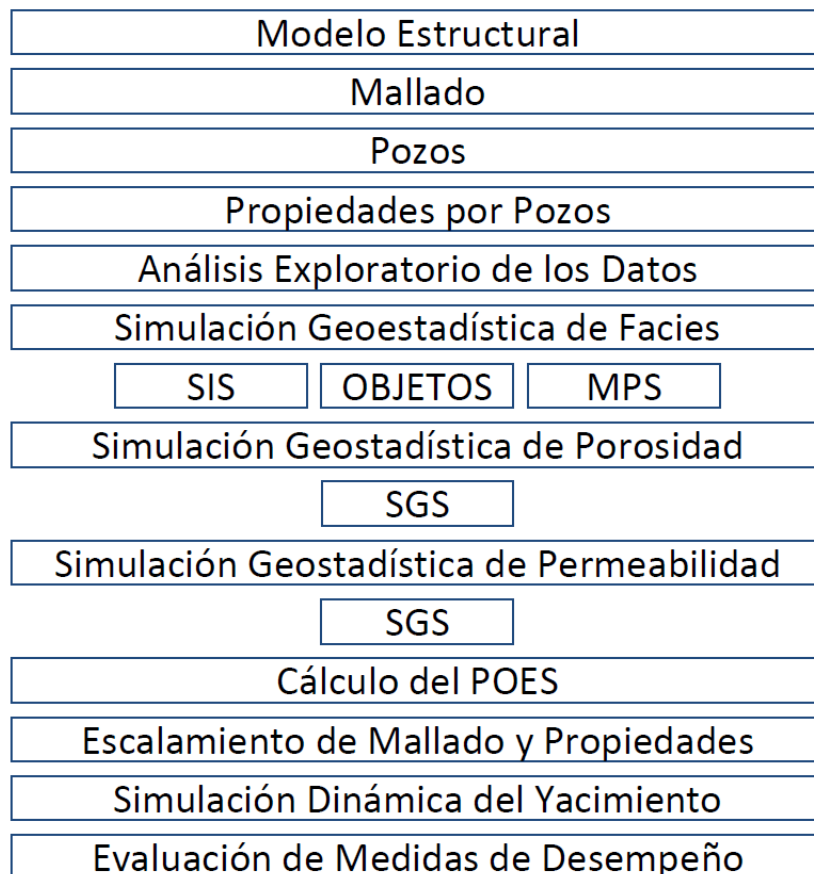 Modelo Estructural
Mallado
Pozos
Propiedades por Pozos
Análisis Exploratorio de los Datos
Simulación Geoestadística de Facies
SIS OBJETOS MPS
Simulación Geostadística de Porosidad
SGS
Simulación Geostadística de Permeabilidad
SGS
Cálculo del POES
Escalamiento de Mallado y Propiedades
Simulación Dinámica del Yacimiento
Evaluación de Medidas de Desempeño